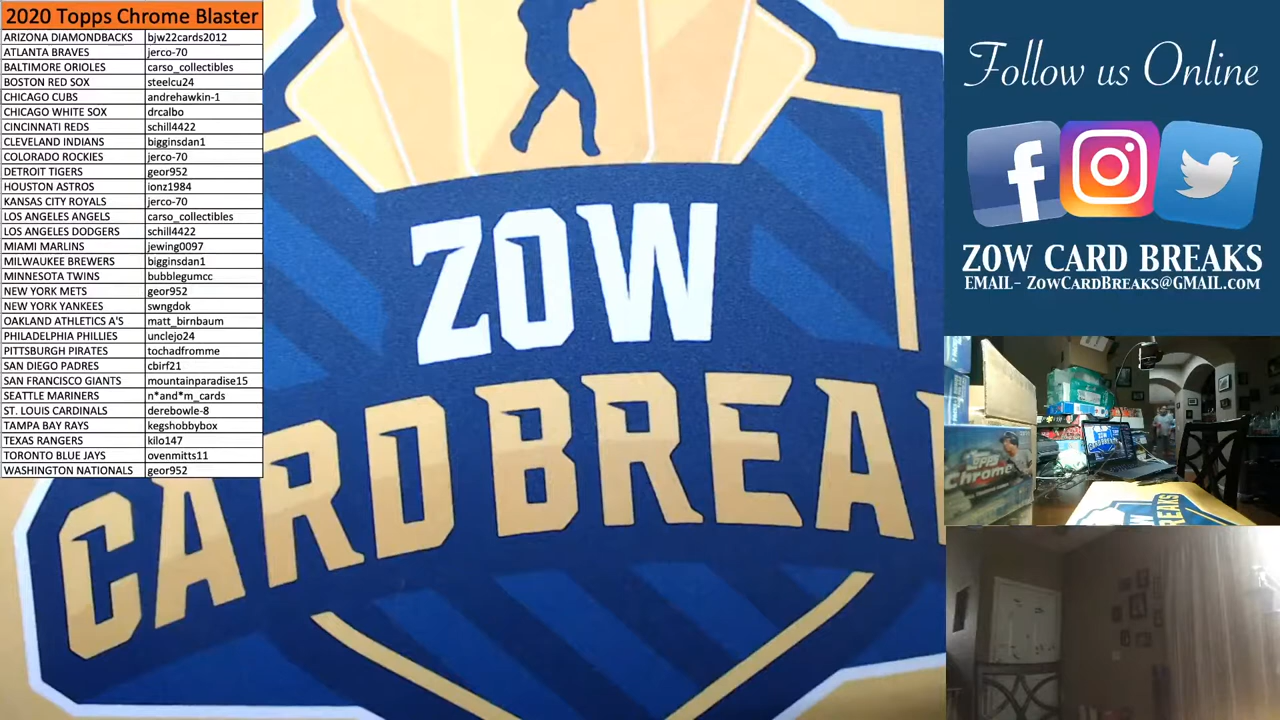 2020 Topps Chrome Blaster
ARIZONA DIAMONDBACKS bjw22cards2012
ATLANTA BRAVES jerco-70
BALTIMORE ORIOLES carso_collectibles
BOSTON RED SOX steelcu24
CHICAGO CUBS andrehawkin-1
CHICAGO WHITE SOX drcalbo
CINCINNATI REDS schill4422
CLEVELAND INDIANS bigginsdan1
COLORADO ROCKIES jerco-70
DETROIT TIGERS geor952
HOUSTON ASTROS ionz1984
KANSAS CITY ROYALS jerco-70
LOS ANGELES ANGELS carso_collectibles
LOS ANGELES DODGERS schill4422
MIAMI MARLINS jewing0097
MILWAUKEE BREWERS bigginsdan1
MINNESOTA TWINS bubblegumcc
NEW YORK METS geor952
NEW YORK YANKEES swngdok
OAKLAND ATHLETICS A'S matt_birnbaum
PHILADELPHIA PHILLIES unclejo24
PITTSBURGH PIRATES tochadfromme
SAN DIEGO PADRES cbirf21
SAN FRANCISCO GIANTS mountainparadise15
SEATTLE MARINERS n*and*m_cards
ST. LOUIS CARDINALS derebowle-8
TAMPA BAY RAYS kegshobbybox
TEXAS RANGERS kilo147
TORONTO BLUE JAYS ovenmitts11
WASHINGTON NATIONALS geor952
ZOW
CARD BREA
Follow us Online
f
ZOW CARD BREAKS
EMAIL- ZOWCARDBREAKS@GMAIL.COM
Topps
Chrome